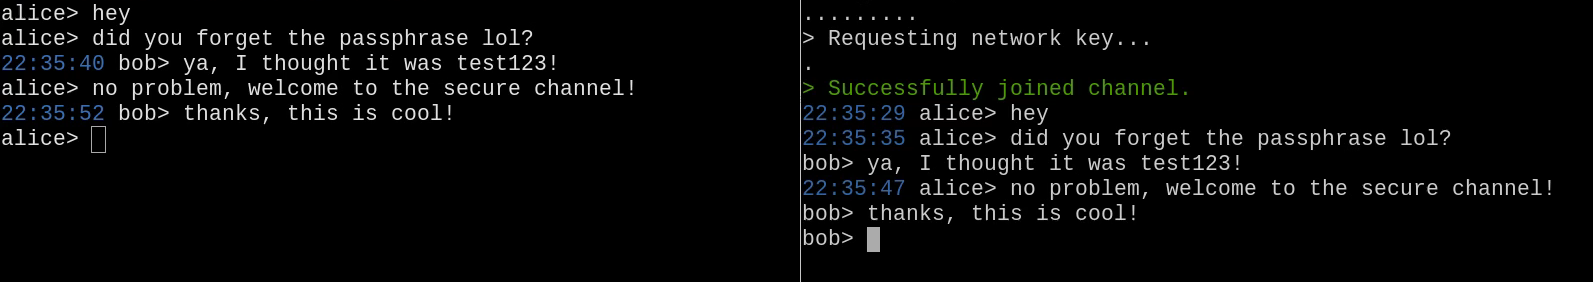 alice> hey
alice> did you forget the passphrase lol?
22:35:40 bob> ya, I thought it was test123!
alice> no problem, welcome to the secure channel!
22:35:52 bob> thanks, this is cool!
alice>
.........
> Requesting network key...
.
> Successfully joined channel.
22:35:29 alice> hey
22:35:35 alice> did you forget the passphrase lol?
bob> ya, I thought it was test123!
22:35:47 alice> no problem, welcome to the secure channel!
bob> thanks, this is cool!
bob>